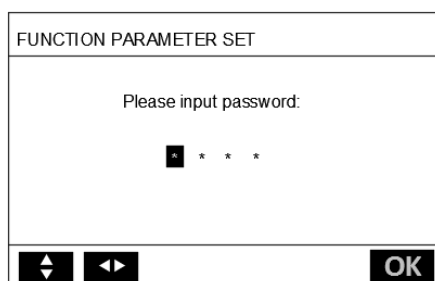 FUNCTION PARAMETER SET
Please input password:
* * * *
OK